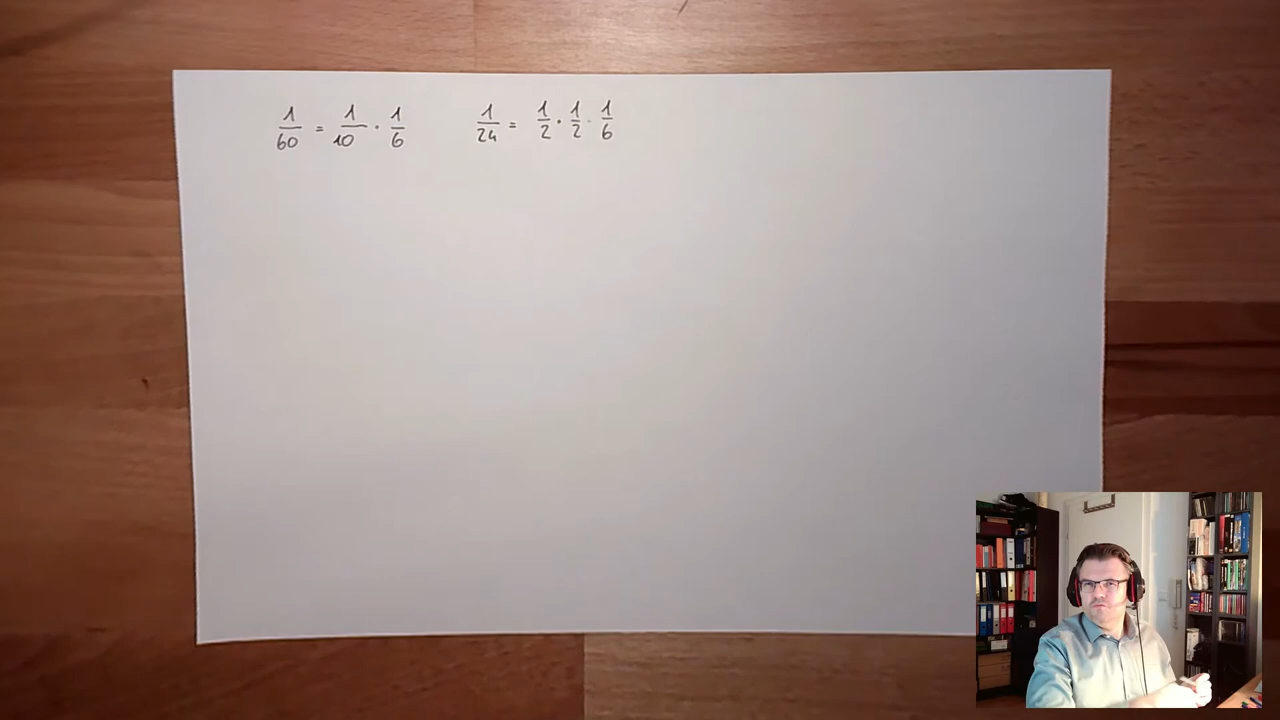 1/60 = 1/10 · 1/6    1/24 = 1/2 · 1/2 · 1/6